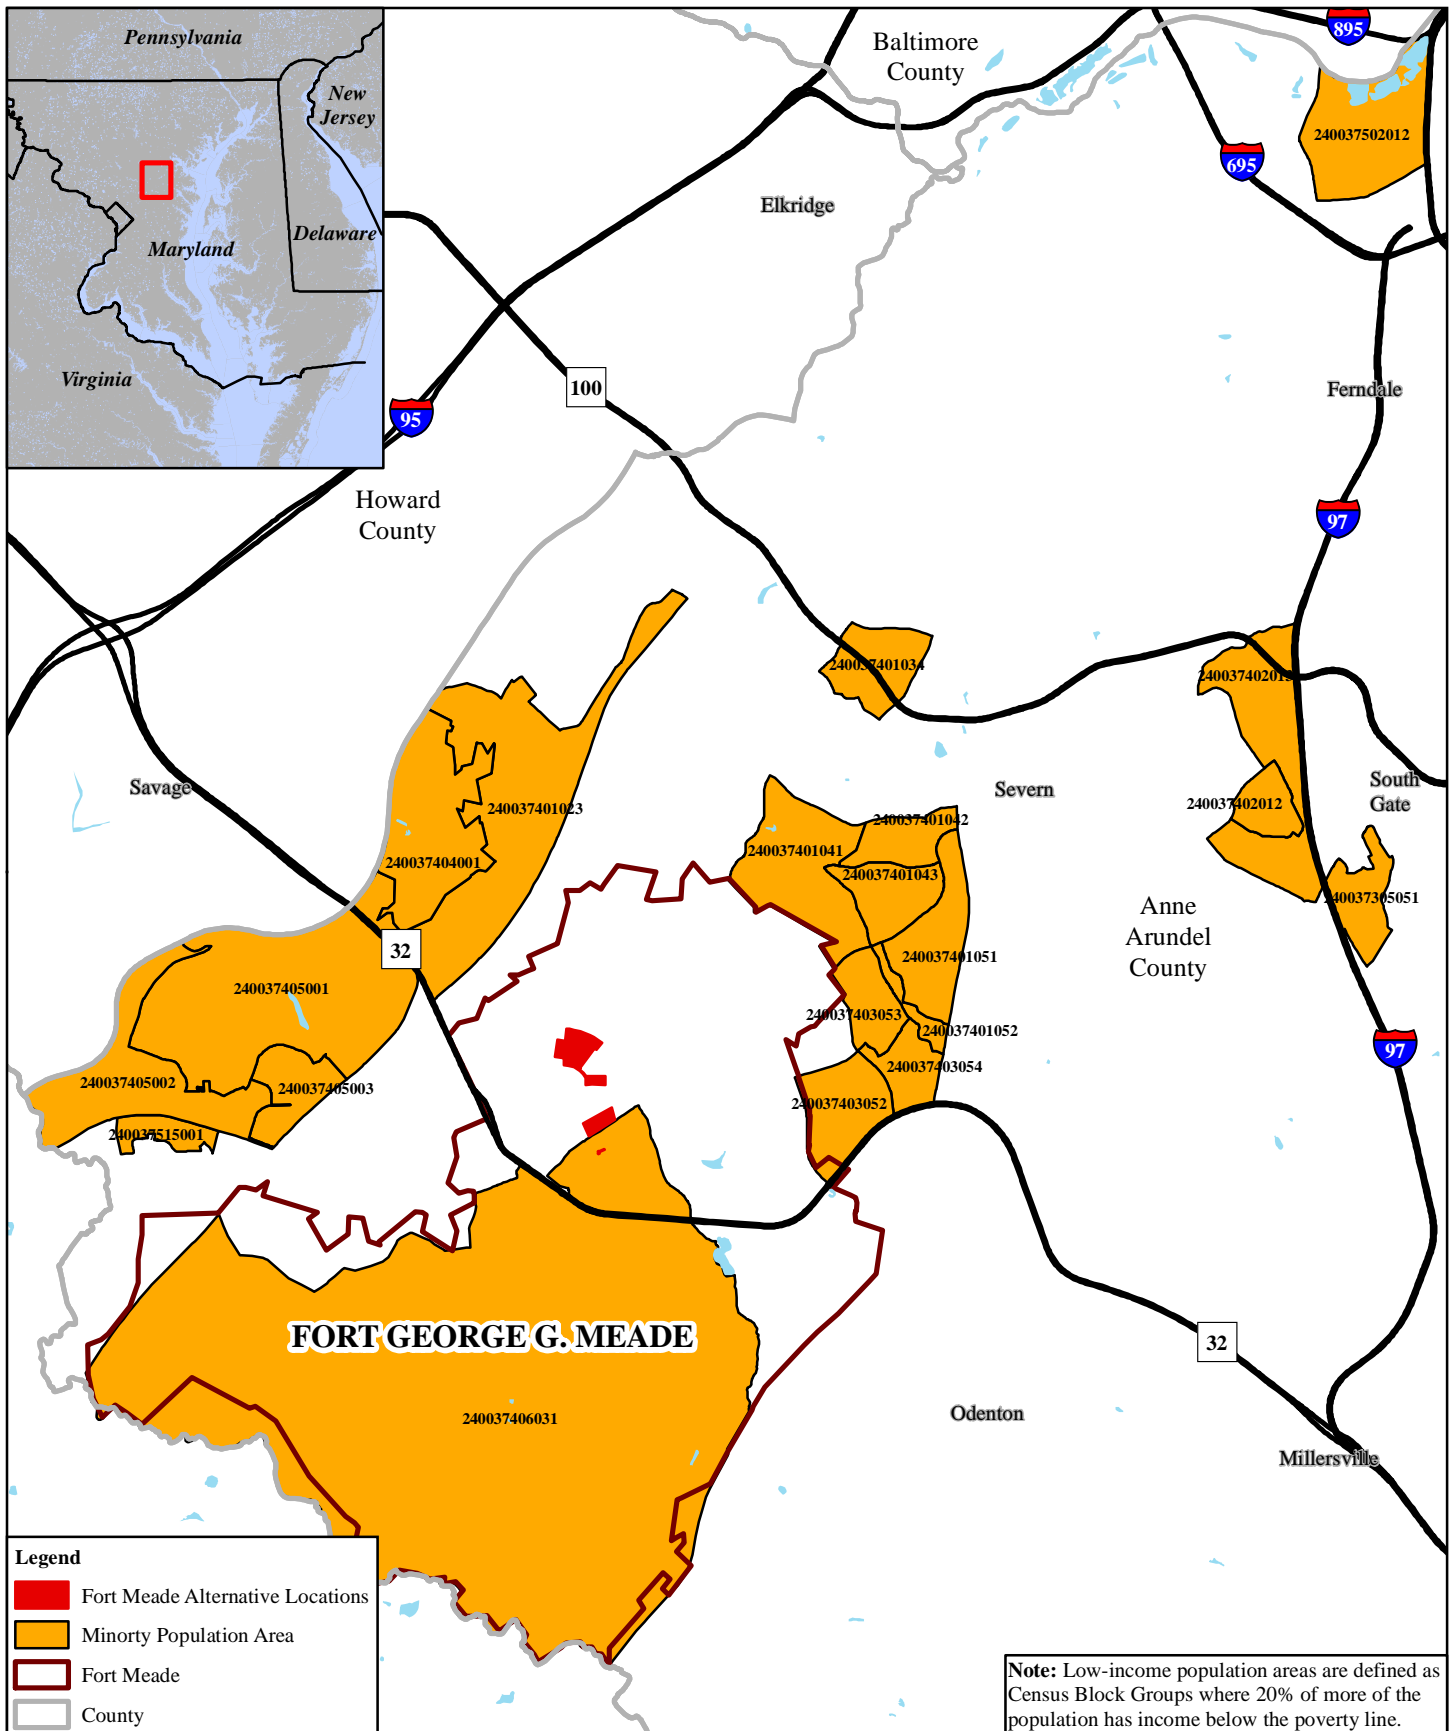 Pennsylvania
New
Jersey
Maryland
Delaware
Virginia
Baltimore
County
895
695
240037502012
Elkridge
100
95
Ferndale
Howard
County
97
240037401034
Savage
240037401023
240037404001
Severn
South
Gate
240037402012
240037401042
240037401041
240037401043
240037305051
Anne
Arundel
County
32
240037401051
240037405001
240037403053
240037401052
97
240037403054
240037405002
240037405003
240037403052
240037515001
FORT GEORGE G. MEADE
32
240037406031
Odenton
Millersville
Legend
Fort Meade Alternative Locations
Minorty Population Area
Fort Meade
County
Note: Low-income population areas are defined as
Census Block Groups where 20% of more of the
population has income below the poverty line.